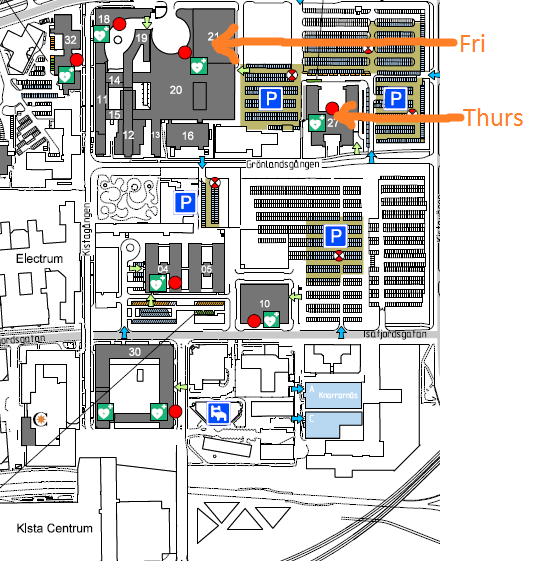 18
19
21
Fri
32
14
20
11
15
P
P
Thurs
27
12
13
16
Grönlandsgången
Kistagången
P
P
Electrum
04
05
10
Isafjordsgatan
30
A
Knarrarnäs
C
C
KIsta Centrum